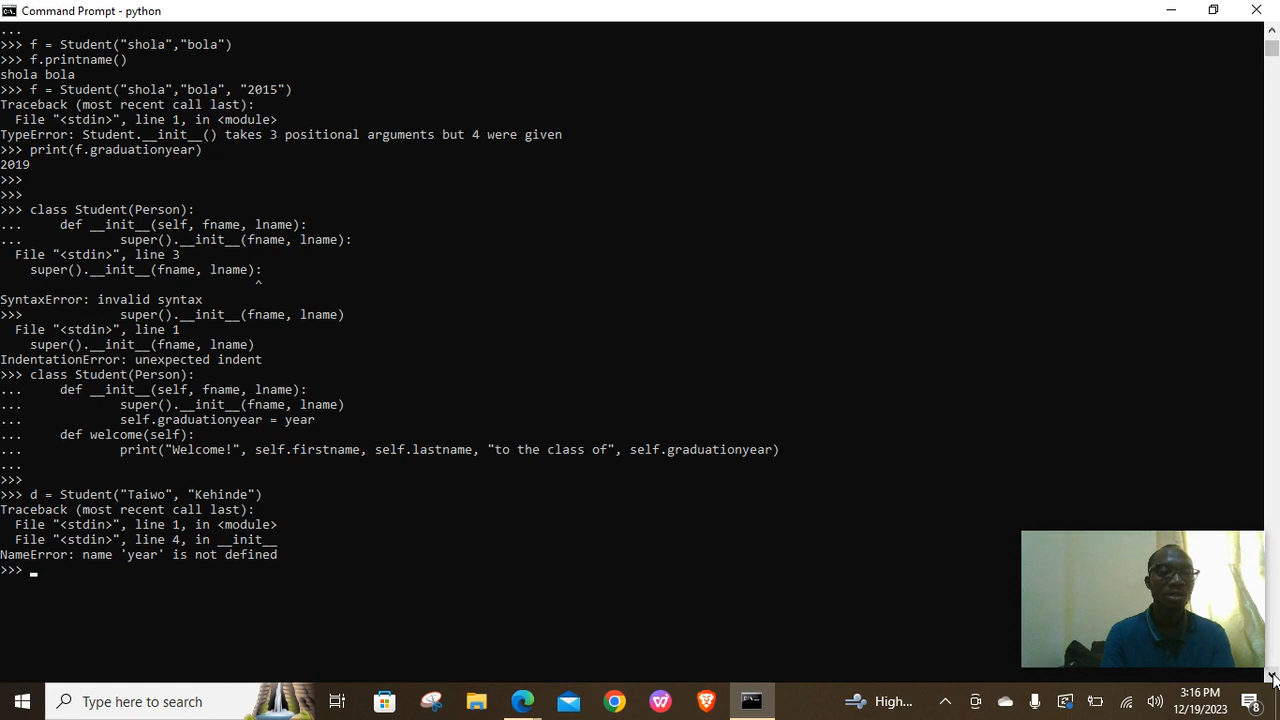 Command Prompt - python
...
>>> f = Student("shola","bola")
>>> f.printname()
shola bola
>>> f = Student("shola","bola", "2015")
Traceback (most recent call last):
  File "<stdin>", line 1, in <module>
TypeError: Student.__init__() takes 3 positional arguments but 4 were given
>>> print(f.graduationyear)
2019
>>>
>>>
>>> class Student(Person):
...     def __init__(self, fname, lname):
...             super().__init__(fname, lname):
  File "<stdin>", line 3
    super().__init__(fname, lname):
                                  ^
SyntaxError: invalid syntax
>>>             super().__init__(fname, lname)
  File "<stdin>", line 1
    super().__init__(fname, lname)
IndentationError: unexpected indent
>>> class Student(Person):
...     def __init__(self, fname, lname):
...             super().__init__(fname, lname)
...             self.graduationyear = year
...     def welcome(self):
...             print("Welcome!", self.firstname, self.lastname, "to the class of", self.graduationyear)
...
>>>
>>> d = Student("Taiwo", "Kehinde")
Traceback (most recent call last):
  File "<stdin>", line 1, in <module>
  File "<stdin>", line 4, in __init__
NameError: name 'year' is not defined
>>>
Type here to search
High...
3:16 PM
12/19/2023
8